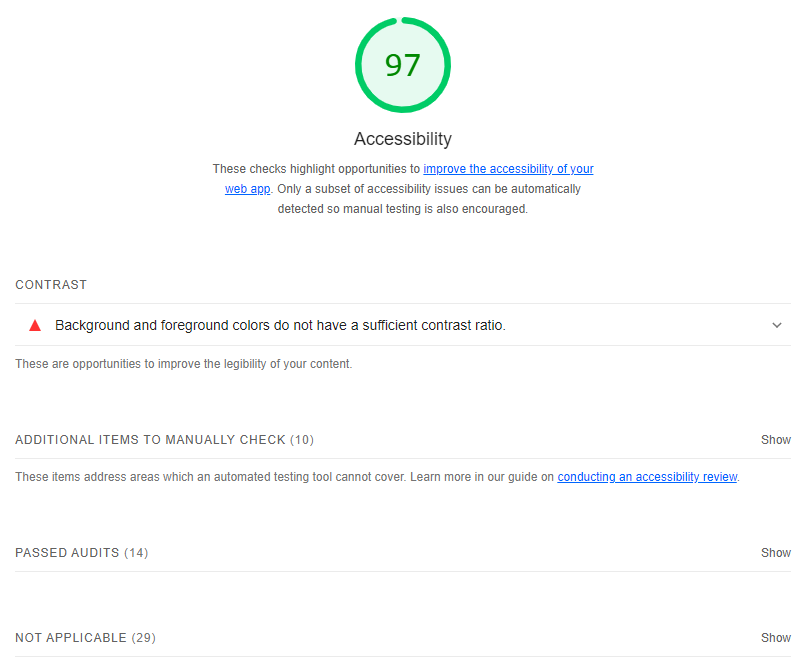 97
Accessibility
These checks highlight opportunities to improve the accessibility of your
web app. Only a subset of accessibility issues can be automatically
detected so manual testing is also encouraged.
CONTRAST
Background and foreground colors do not have a sufficient contrast ratio.
These are opportunities to improve the legibility of your content.
ADDITIONAL ITEMS TO MANUALLY CHECK (10) Show
These items address areas which an automated testing tool cannot cover. Learn more in our guide on conducting an accessibility review.
PASSED AUDITS (14) Show
NOT APPLICABLE (29) Show